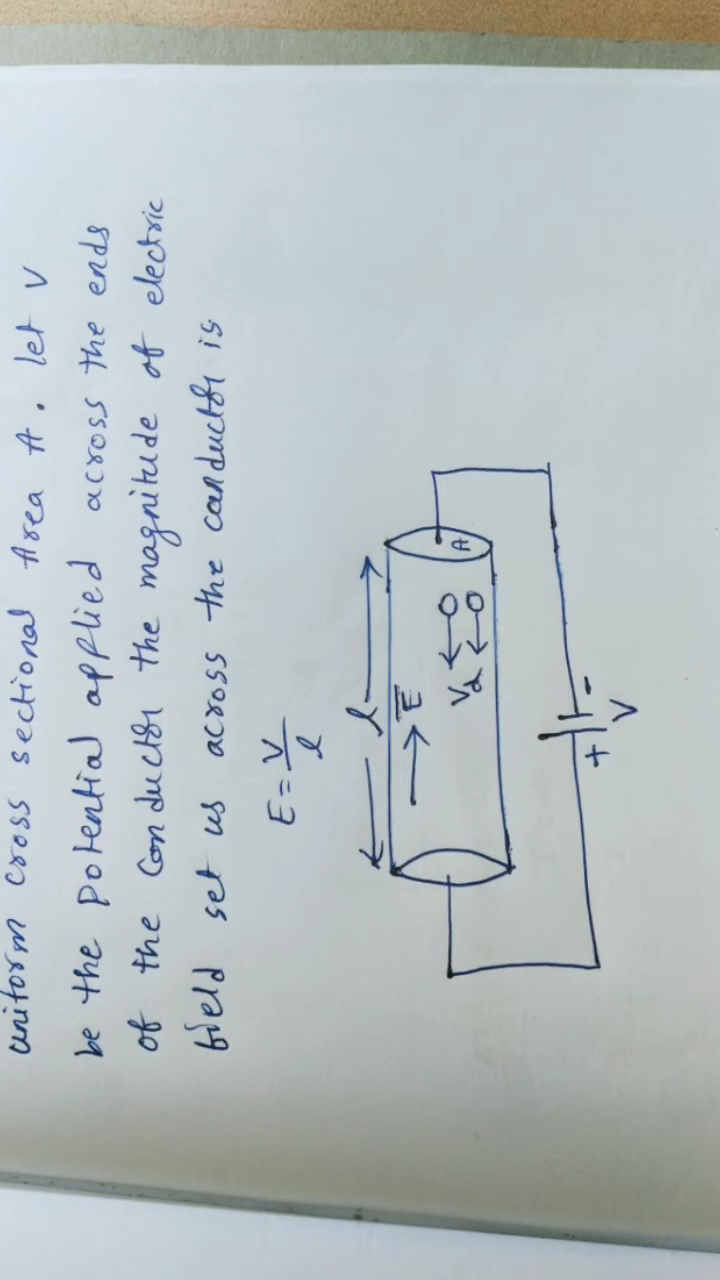 uniform cross sectional Area A. let V
be the potential applied across the ends
of the conductor the magnitude of electric
field set us across the conductor is
E = V/l
l
E
Vd
A
+ -
V